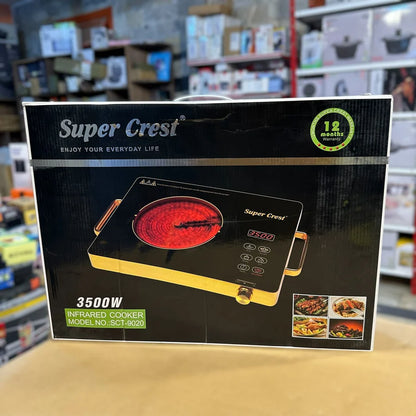 Super Crest®
ENJOY YOUR EVERYDAY LIFE
12
months
Warranty
Super Crest®
3500
3500W
INFRARED COOKER
MODEL NO.:SCT-9020